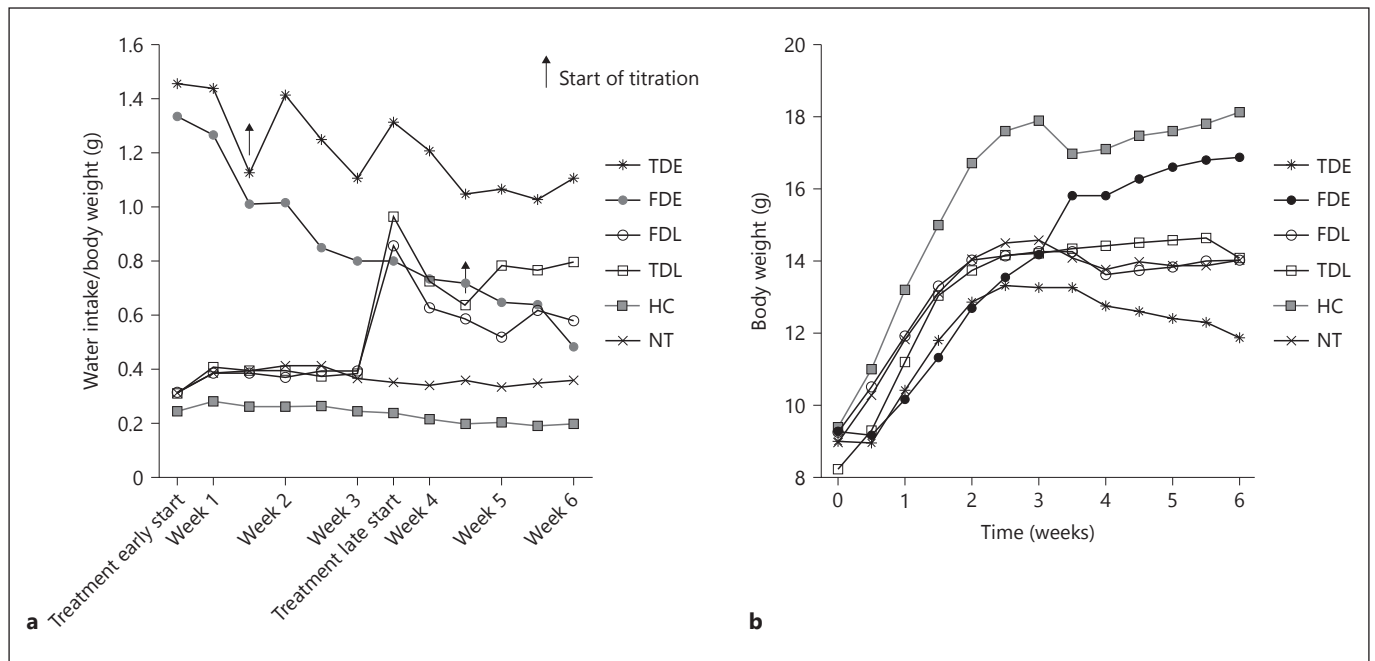 1.6
1.4
1.2
1.0
0.8
0.6
0.4
0.2
0
Water intake/body weight (g)
Start of titration
TDE
FDE
FDL
TDL
HC
NT
Treatment early start
Week 1
Week 2
Week 3
Treatment late start
Week 4
Week 5
Week 6
a
20
18
16
14
12
10
8
Body weight (g)
TDE
FDE
FDL
TDL
HC
NT
0 1 2 3 4 5 6
Time (weeks)
b